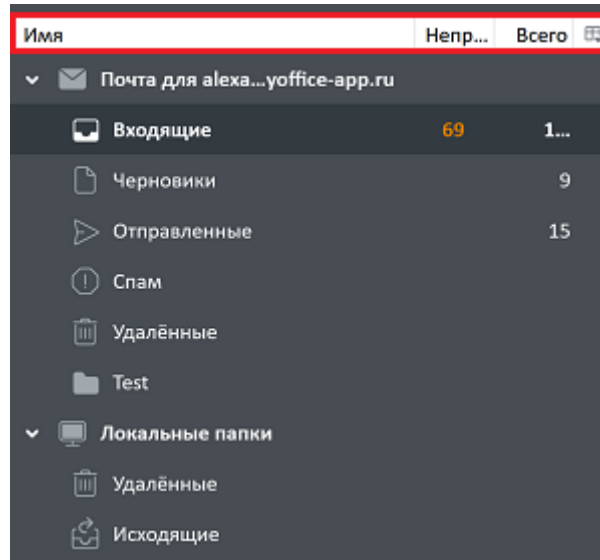 Имя Непр... Всего
Почта для alexa...yoffice-app.ru
Входящие 69 1...
Черновики 9
Отправленные 15
Спам
Удалённые
Test
Локальные папки
Удалённые
Исходящие